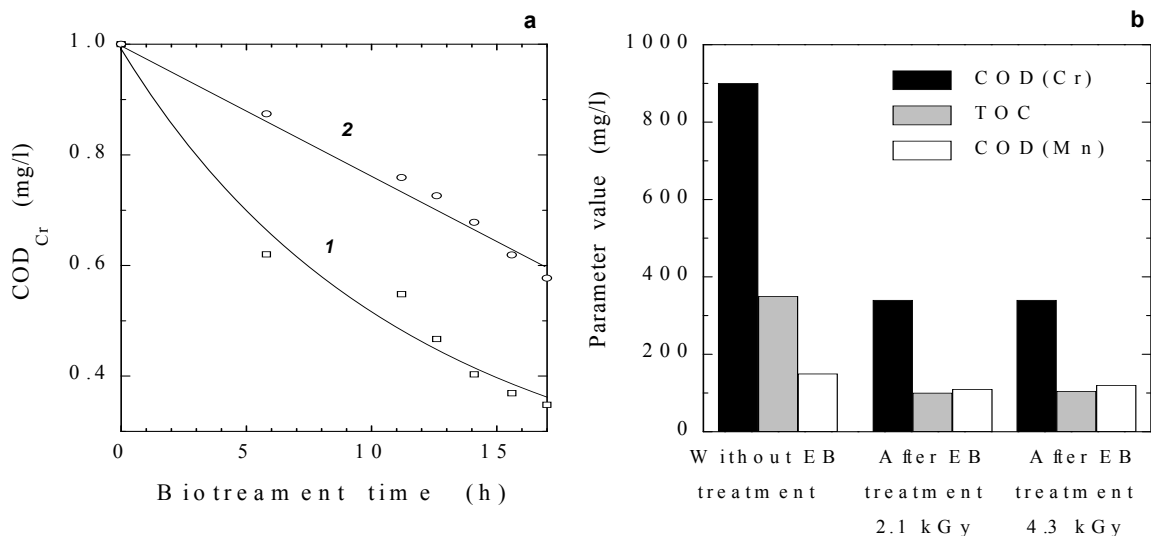 a
1.0
0.8
0.6
0.4
0 5 10 15
COD Cr (mg/l)
Biotreament time (h)
2
1
b
1000
800
600
400
200
0
Parameter value (mg/l)
COD(Cr)
TOC
COD(Mn)
Without EB
treatment
After EB
treatment
2.1 kGy
After EB
treatment
4.3 kGy